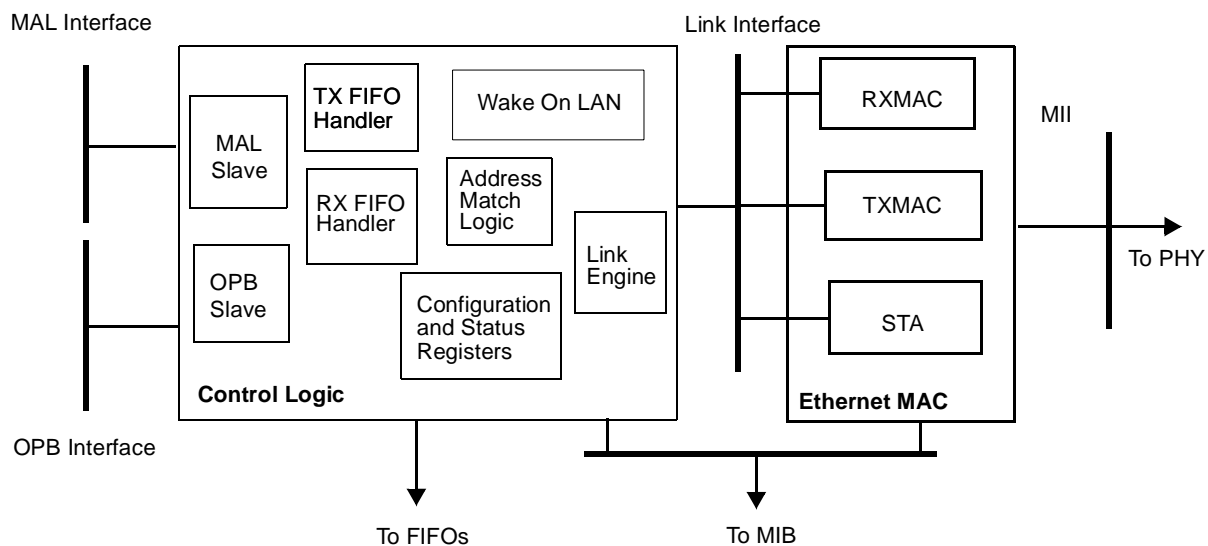 MAL Interface
Link Interface
TX FIFO
Handler
Wake On LAN
RXMAC
MII
MAL
Slave
RX FIFO
Handler
Address
Match
Logic
TXMAC
Link
Engine
To PHY
OPB
Slave
Configuration
and Status
Registers
STA
Control Logic
Ethernet MAC
OPB Interface
To FIFOs
To MIB